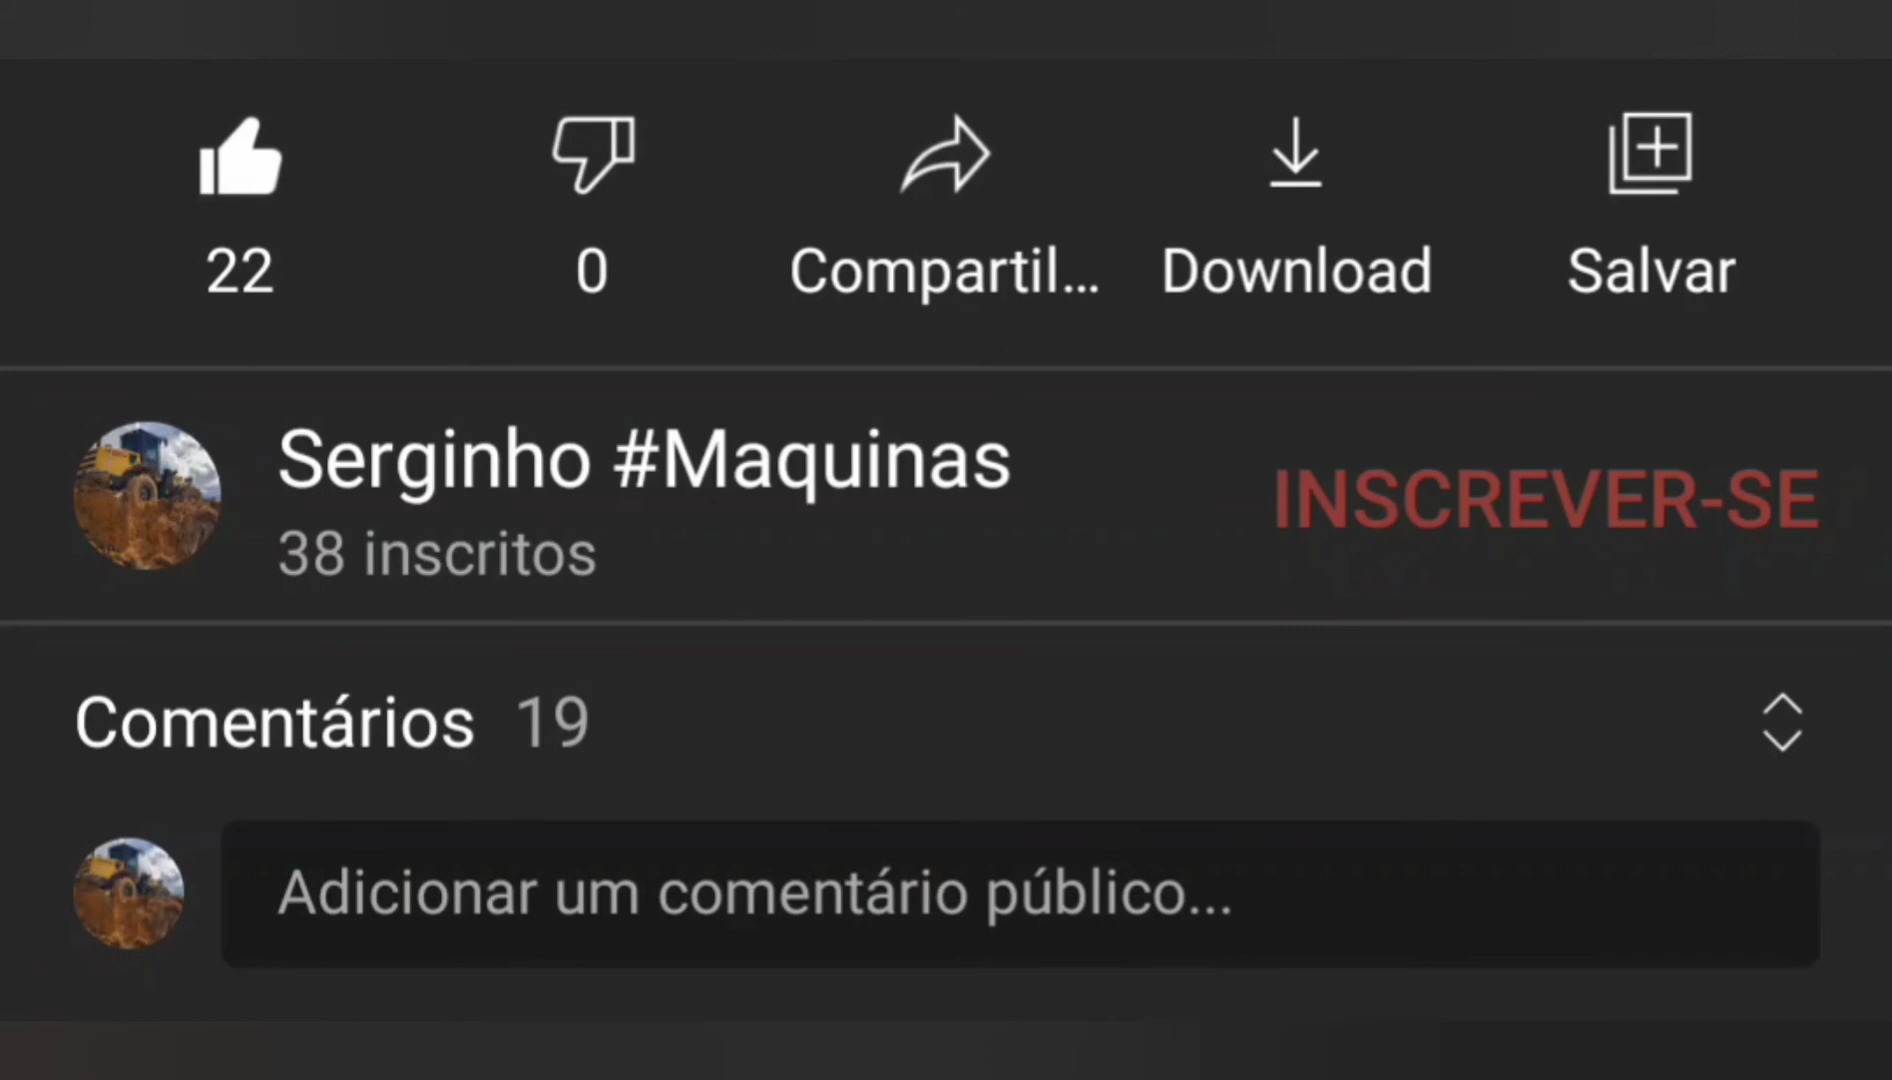 22
0
Compartil...
Download
Salvar
Serginho #Maquinas
38 inscritos
INSCREVER-SE
Comentários 19
Adicionar um comentário público...